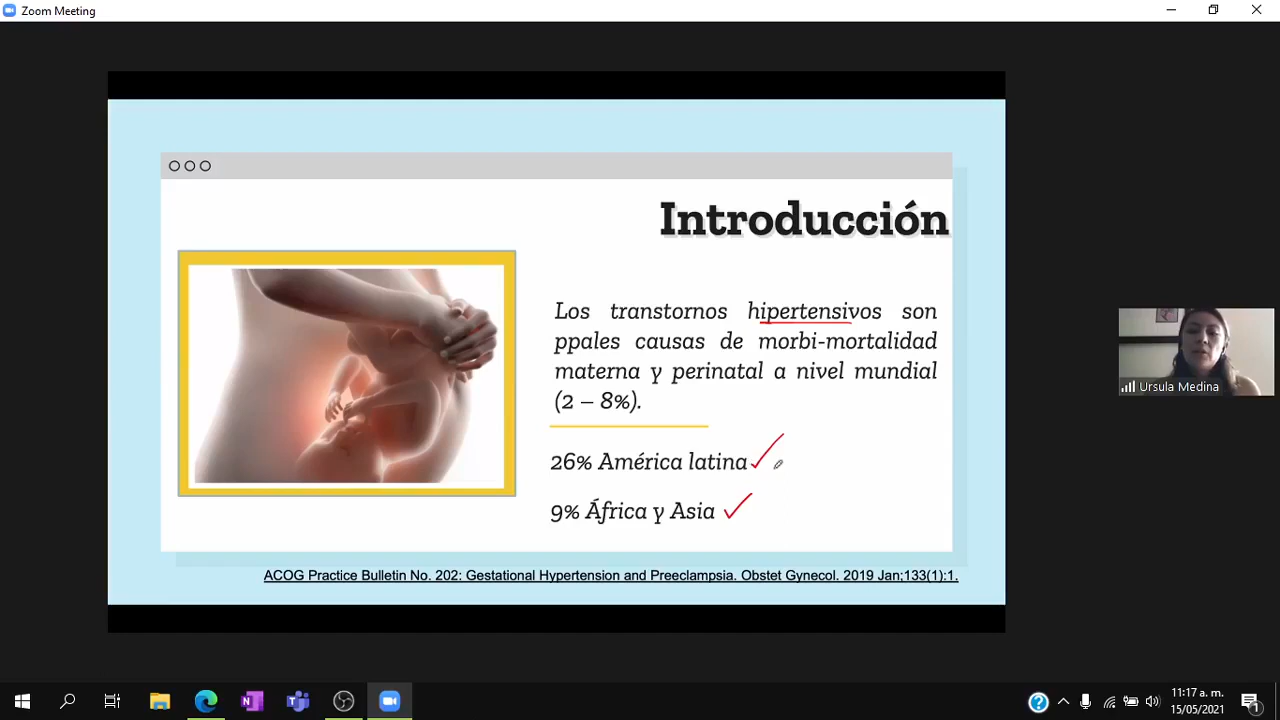 Zoom Meeting
Introducción
Los transtornos hipertensivos son
ppales causas de morbi-mortalidad
materna y perinatal a nivel mundial
(2 – 8%).
26% América latina
9% África y Asia
ACOG Practice Bulletin No. 202: Gestational Hypertension and Preeclampsia. Obstet Gynecol. 2019 Jan;133(1):1.
Ursula Medina
11:17 a. m.
15/05/2021